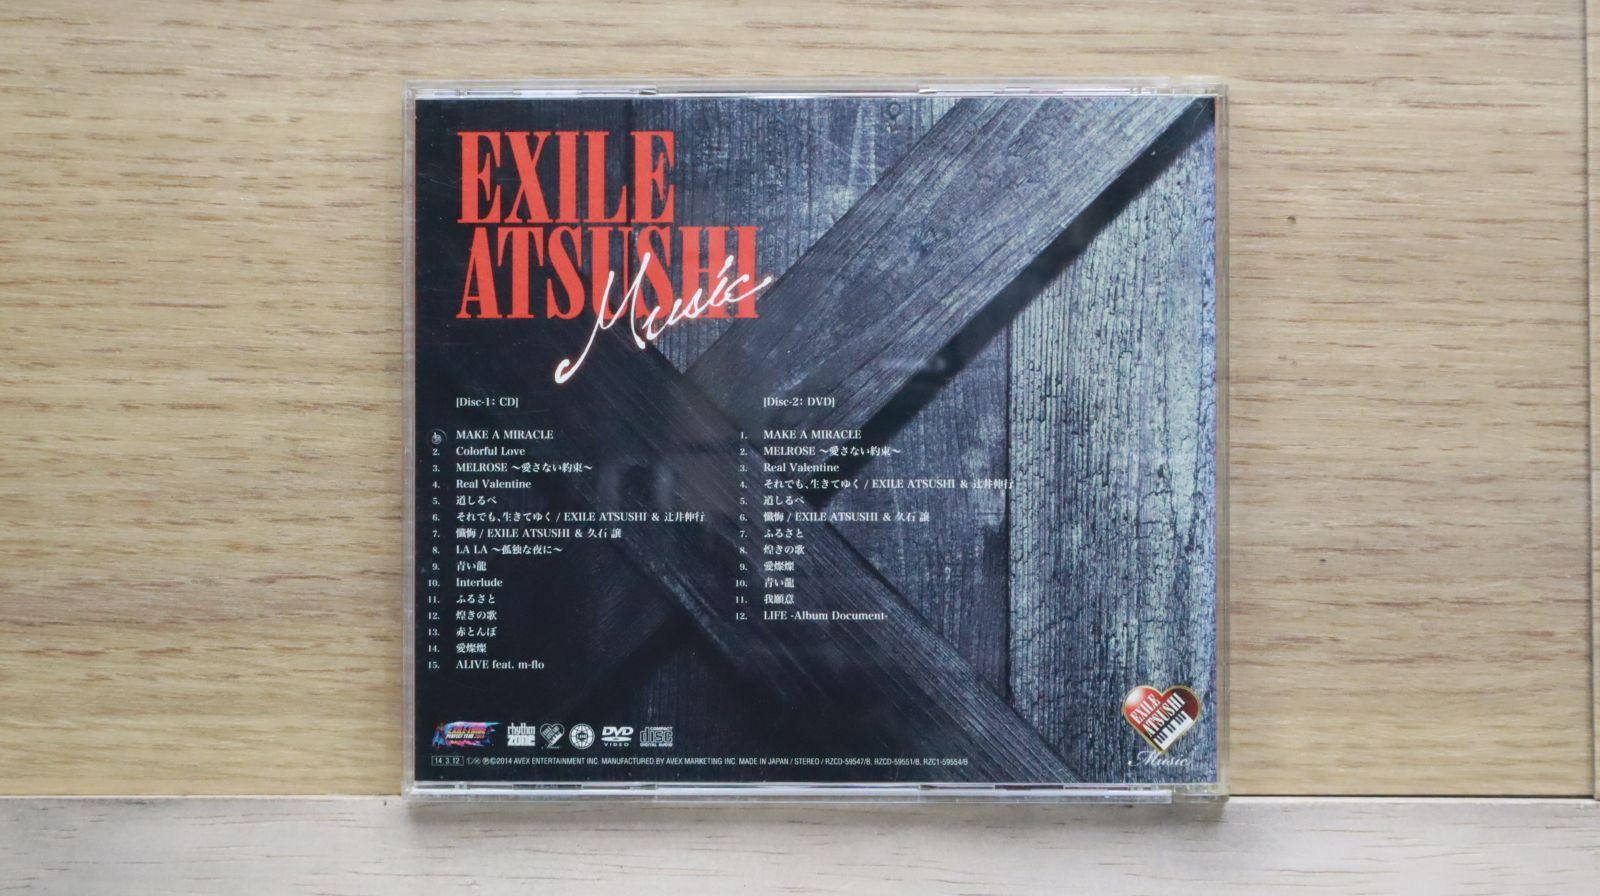 EXILE
ATSUSHI
Music
[Disc-1: CD]
MAKE A MIRACLE
2. Colorful Love
3. MELROSE ～愛さない約束～
4. Real Valentine
5. 道しるべ
6. それでも、生きてゆく / EXILE ATSUSHI & 辻井伸行
7. 懺悔 / EXILE ATSUSHI & 久石 譲
8. LA LA ～孤独な夜に～
9. 青い龍
10. Interlude
11. ふるさと
12. 煌きの歌
13. 赤とんぼ
14. 愛燦燦
15. ALIVE feat. m-flo
[Disc-2: DVD]
1. MAKE A MIRACLE
2. MELROSE ～愛さない約束～
3. Real Valentine
4. それでも、生きてゆく / EXILE ATSUSHI & 辻井伸行
5. 道しるべ
6. 懺悔 / EXILE ATSUSHI & 久石 譲
7. ふるさと
8. 煌きの歌
9. 愛燦燦
10. 青い龍
11. 我願意
12. LIFE -Album Document-
EXILE
ATSUSHI
Music
rhythm
ZONE
DVD
VIDEO
COMPACT
disc
DIGITAL AUDIO
14.3.12 ⓁⓍ ℗©2014 AVEX ENTERTAINMENT INC. MANUFACTURED BY AVEX MARKETING INC. MADE IN JAPAN / STEREO / RZCD-59547/B, RZCD-59551/B, RZC1-59554/B